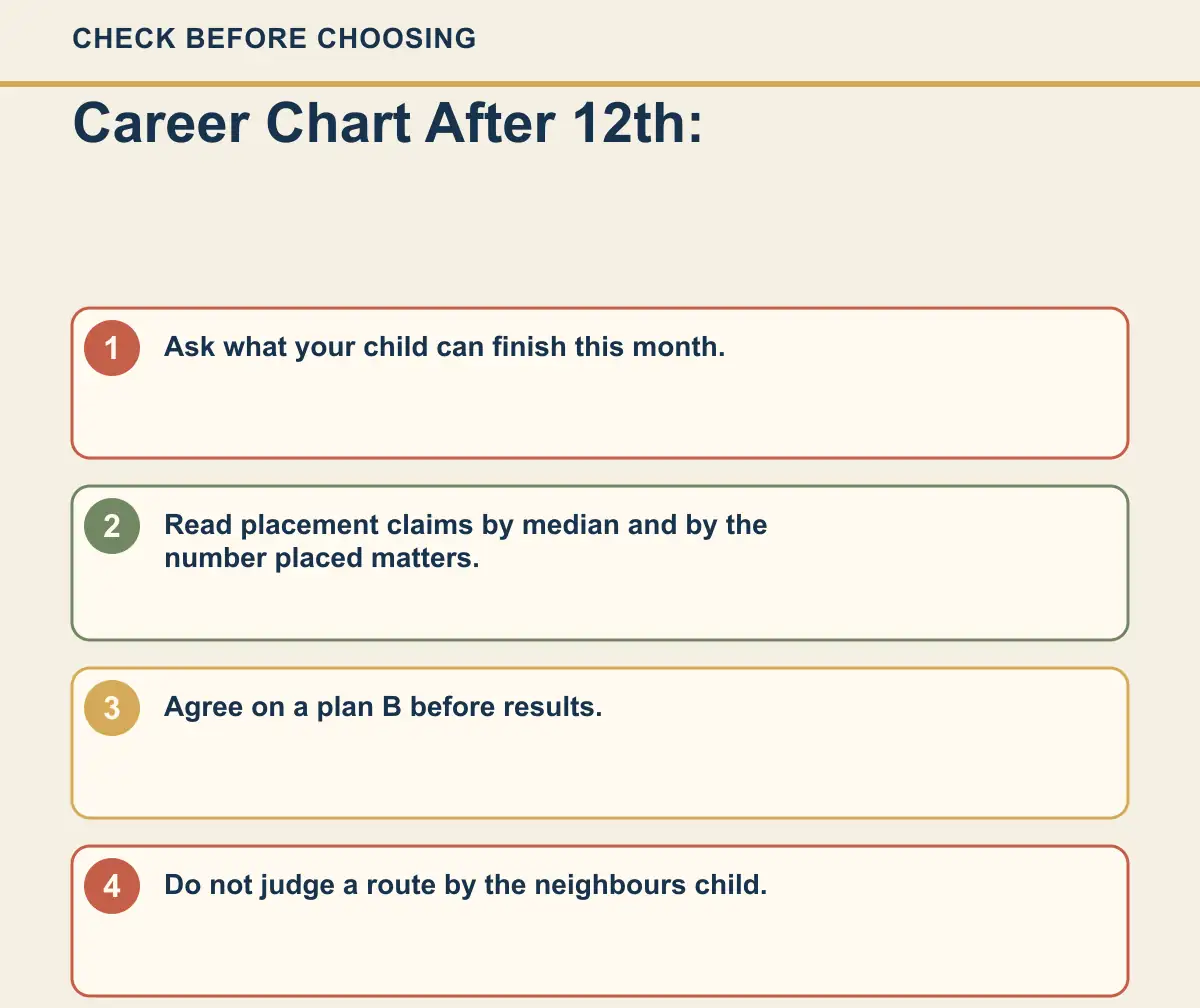 CHECK BEFORE CHOOSING
Career Chart After 12th:
1
Ask what your child can finish this month.
2
Read placement claims by median and by the
number placed matters.
3
Agree on a plan B before results.
4
Do not judge a route by the neighbours child.